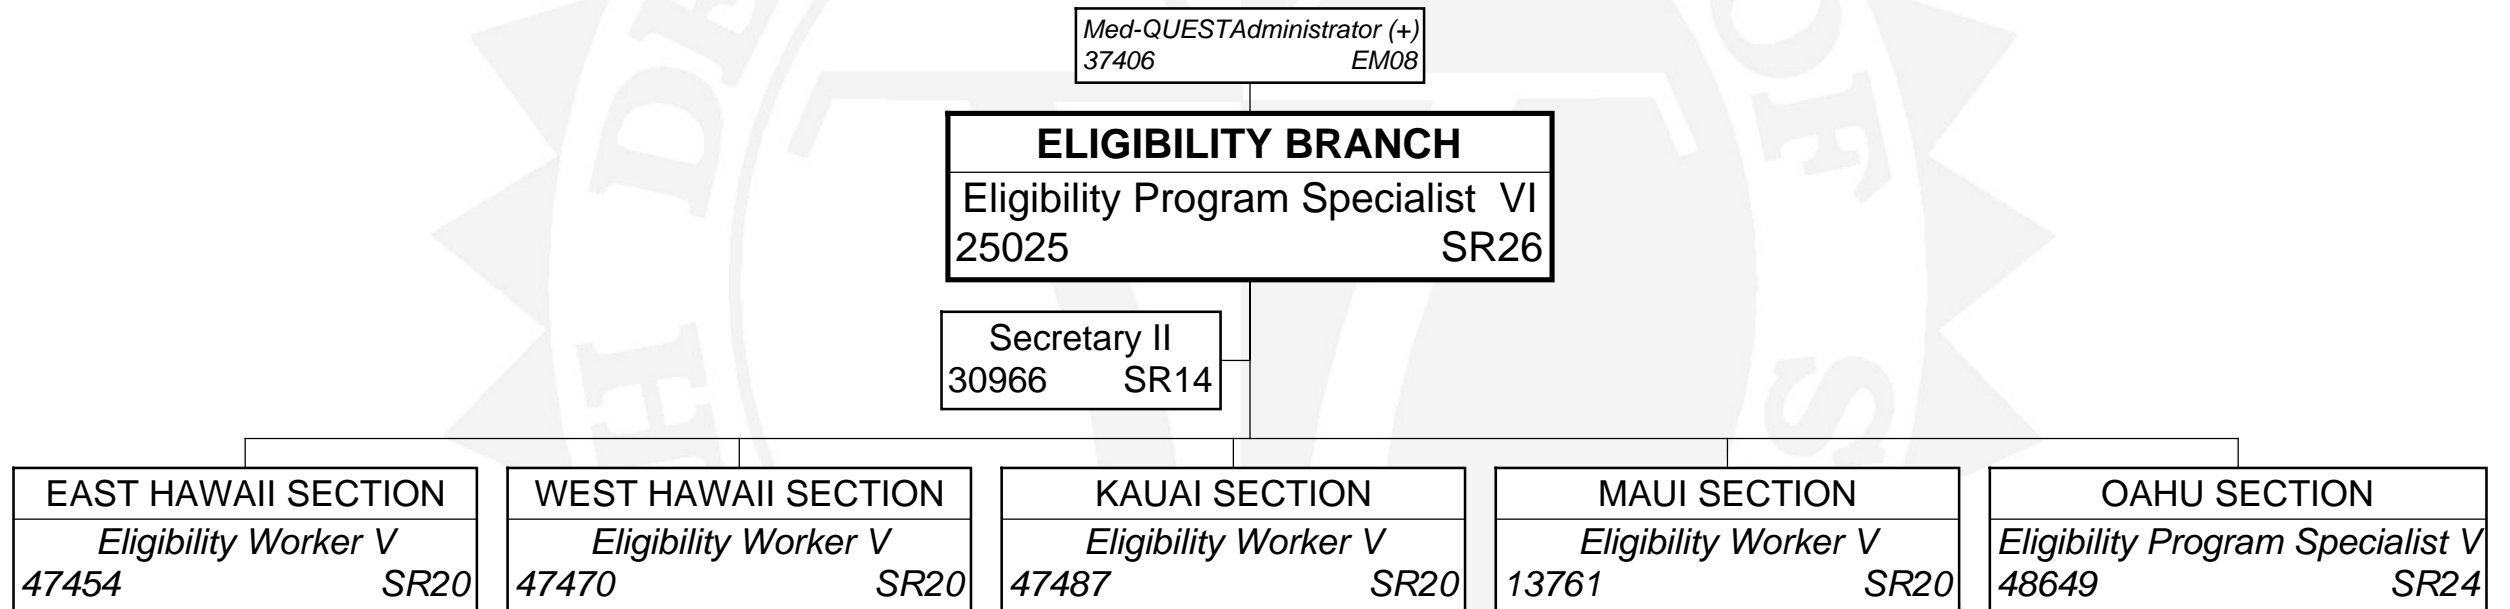 Med-QUESTAdministrator (+)
37406 EM08
ELIGIBILITY BRANCH
Eligibility Program Specialist VI
25025 SR26
Secretary II
30966 SR14
EAST HAWAII SECTION
Eligibility Worker V
47454 SR20
WEST HAWAII SECTION
Eligibility Worker V
47470 SR20
KAUAI SECTION
Eligibility Worker V
47487 SR20
MAUI SECTION
Eligibility Worker V
13761 SR20
OAHU SECTION
Eligibility Program Specialist V
48649 SR24